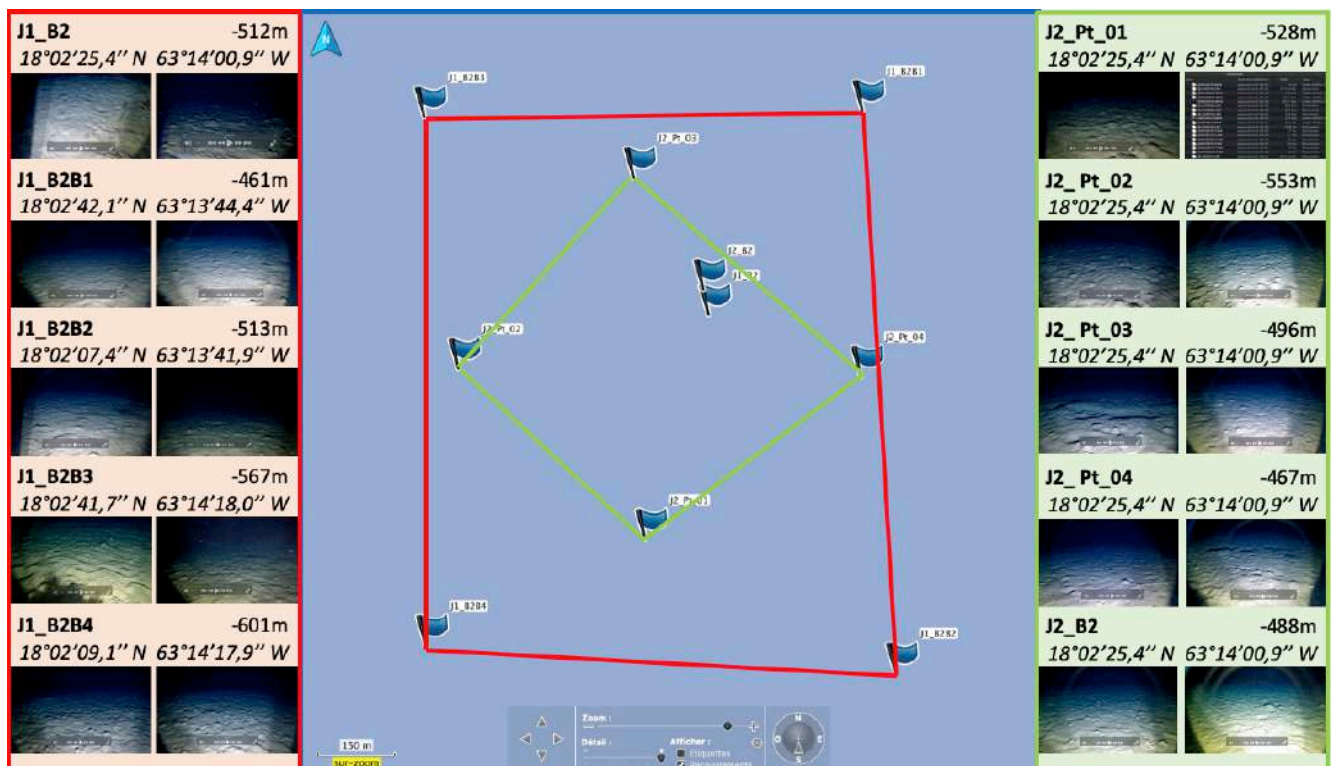 J1_B2 -512m
18°02’25,4’’ N 63°14’00,9’’ W
J1_B2B1 -461m
18°02’42,1’’ N 63°13’44,4’’ W
J1_B2B2 -513m
18°02’07,4’’ N 63°13’41,9’’ W
J1_B2B3 -567m
18°02’41,7’’ N 63°14’18,0’’ W
J1_B2B4 -601m
18°02’09,1’’ N 63°14’17,9’’ W
N
J1_B2B3
J1_B2B1
J2_Pt_03
J2_B2
J1_B2
J2_Pt_02
J2_Pt_04
J2_Pt_01
J1_B2B4
J1_B2B2
150 m
sur-zoom
Zoom :
Détail :
Afficher :
Etiquettes
Recouvrements
N
O
E
S
J2_Pt_01 -528m
18°02’25,4’’ N 63°14’00,9’’ W
J2_ Pt_02 -553m
18°02’25,4’’ N 63°14’00,9’’ W
J2_ Pt_03 -496m
18°02’25,4’’ N 63°14’00,9’’ W
J2_ Pt_04 -467m
18°02’25,4’’ N 63°14’00,9’’ W
J2_B2 -488m
18°02’25,4’’ N 63°14’00,9’’ W